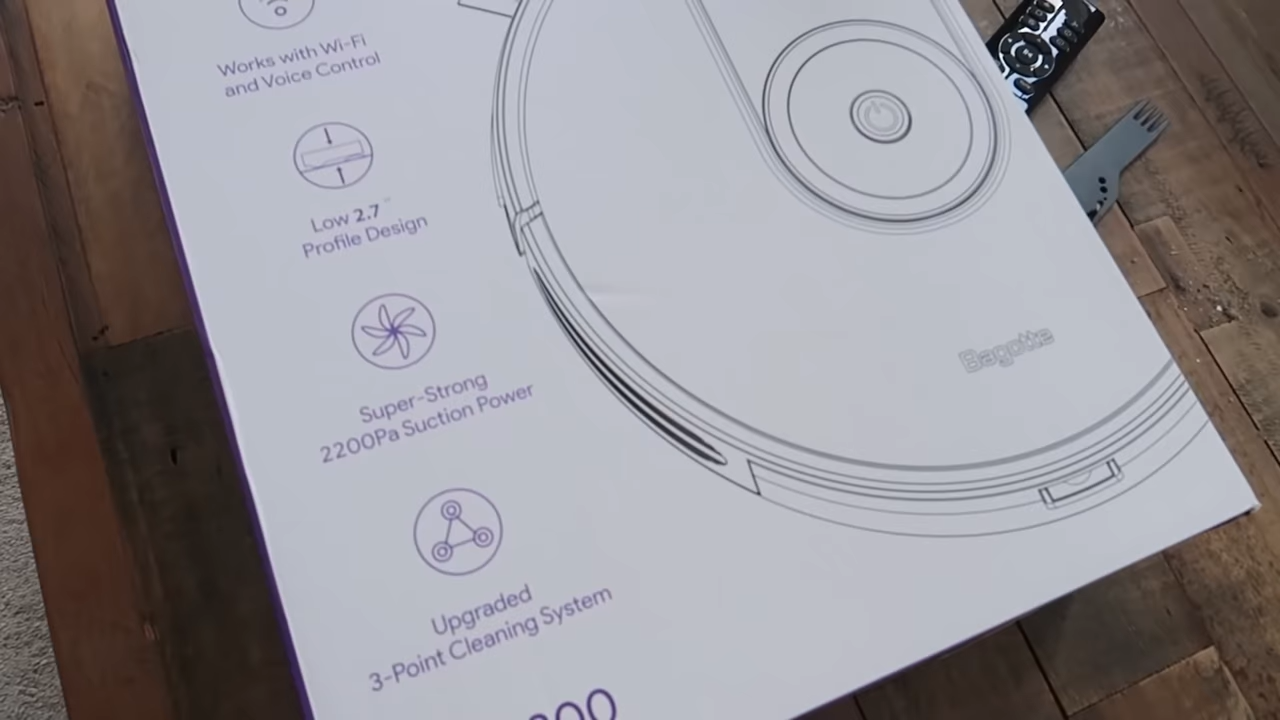 Works with Wi-Fi
and Voice Control
Low 2.7"
Profile Design
Super-Strong
2200Pa Suction Power
Upgraded
3-Point Cleaning System
Bagotte